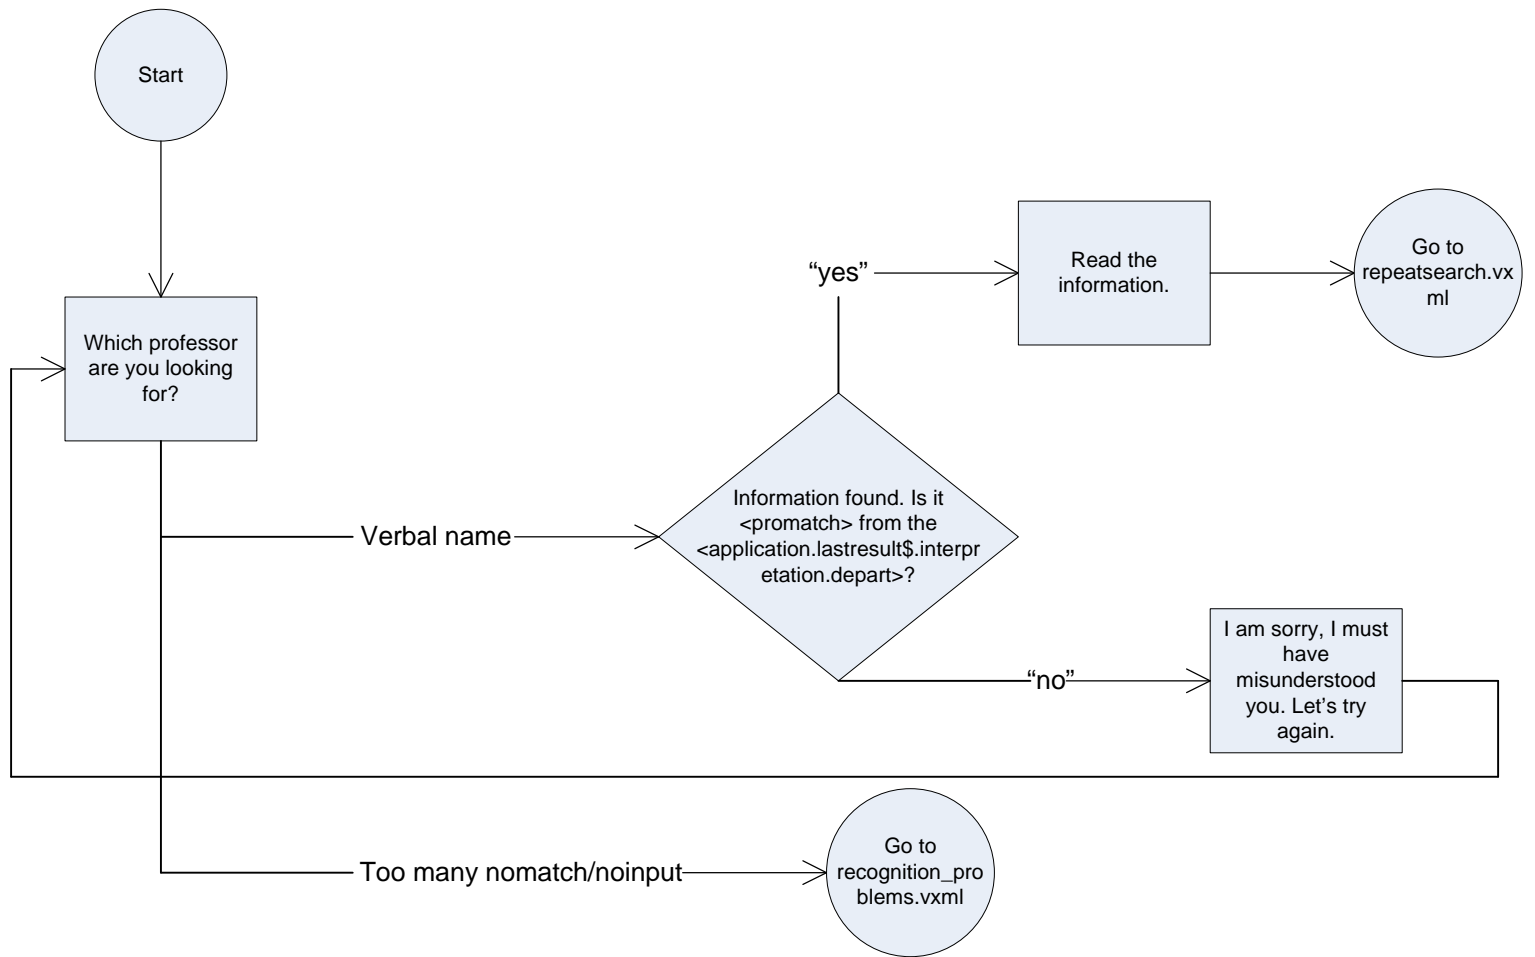 Start
“yes”
Read the
information.
Go to
repeatsearch.vx
ml
Which professor
are you looking
for?
Verbal name
Information found. Is it
<promatch> from the
<application.lastresult$.interpr
etation.depart>?
“no”
I am sorry, I must
have
misunderstood
you. Let’s try
again.
Too many nomatch/noinput
Go to
recognition_pro
blems.vxml